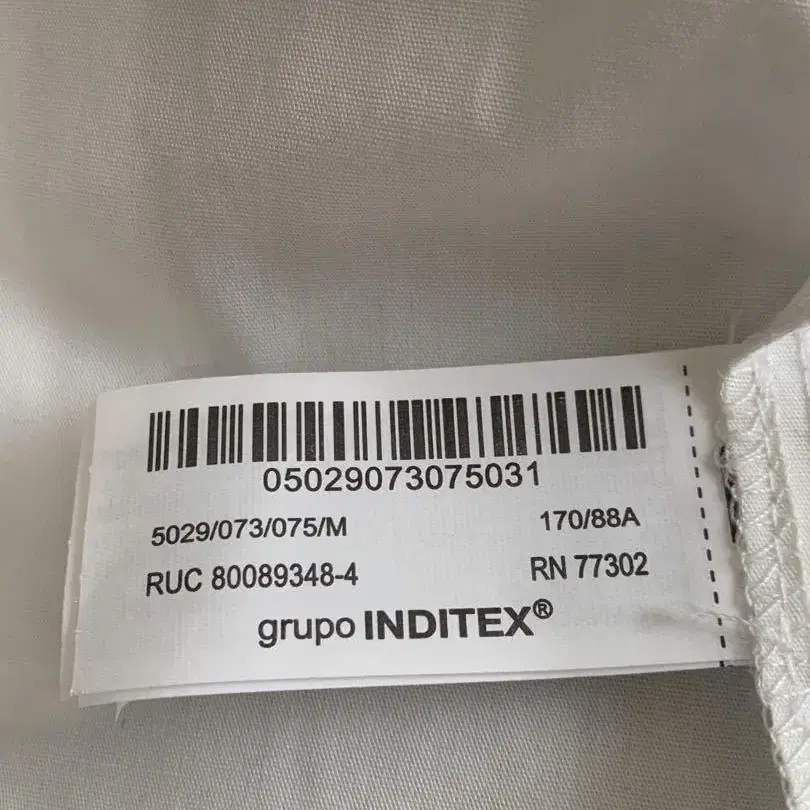 05029073075031
5029/073/075/M 170/88A
RUC 80089348-4 RN 77302
grupo INDITEX®